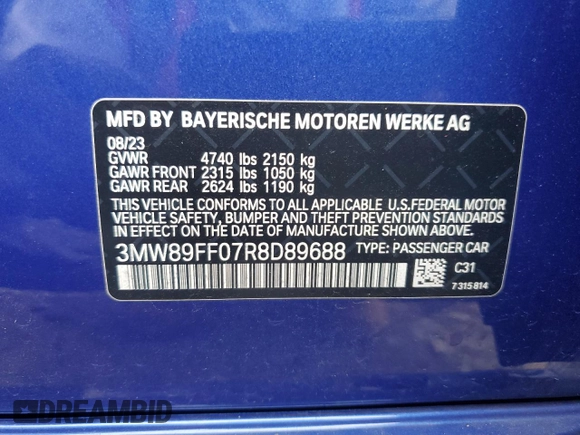 MFD BY BAYERISCHE MOTOREN WERKE AG
08/23
GVWR 4740 lbs 2150 kg
GAWR FRONT 2315 lbs 1050 kg
GAWR REAR 2624 lbs 1190 kg
THIS VEHICLE CONFORMS TO ALL APPLICABLE U.S.FEDERAL MOTOR
VEHICLE SAFETY, BUMPER, AND THEFT PREVENTION STANDARDS
IN EFFECT ON THE DATE OF MANUFACTURE SHOWN ABOVE.
3MW89FF07R8D89688 TYPE: PASSENGER CAR
C31
7315814
DREAMBID